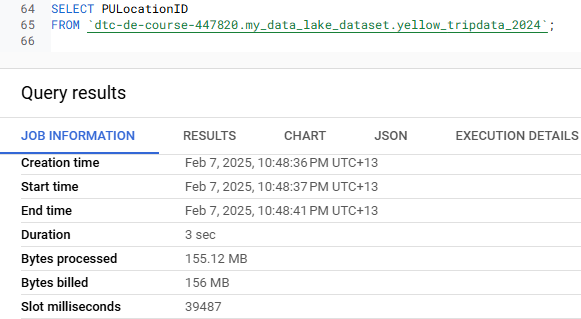 64 SELECT PULocationID
65 FROM `dtc-de-course-447820.my_data_lake_dataset.yellow_tripdata_2024`;
66
Query results
JOB INFORMATION RESULTS CHART JSON EXECUTION DETAILS
Creation time Feb 7, 2025, 10:48:36 PM UTC+13
Start time Feb 7, 2025, 10:48:37 PM UTC+13
End time Feb 7, 2025, 10:48:41 PM UTC+13
Duration 3 sec
Bytes processed 155.12 MB
Bytes billed 156 MB
Slot milliseconds 39487